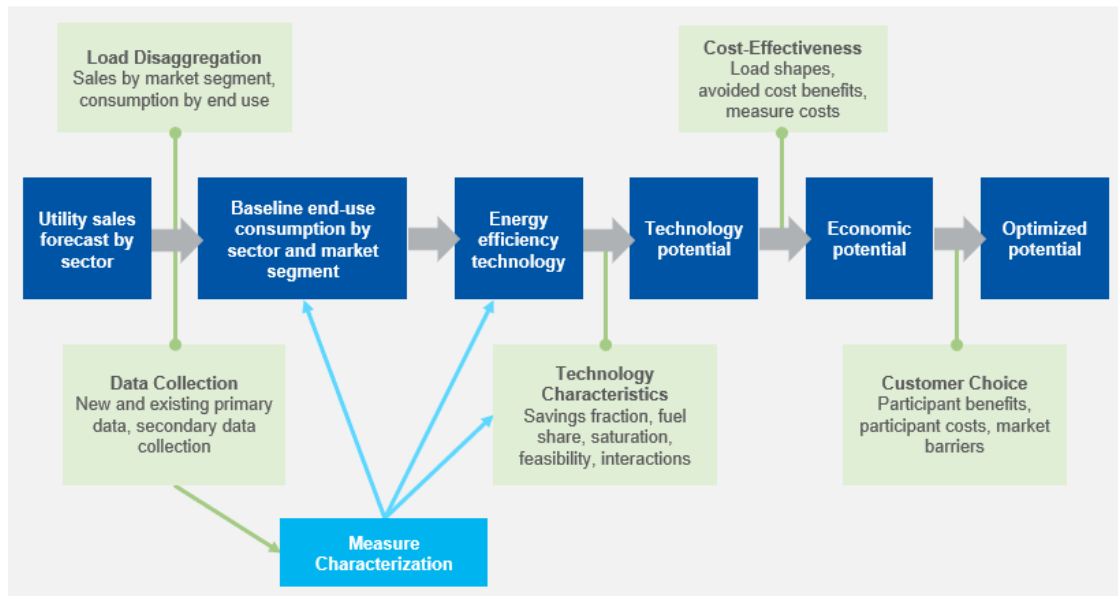 Load Disaggregation
Sales by market segment,
consumption by end use
Cost-Effectiveness
Load shapes,
avoided cost benefits,
measure costs
Utility sales
forecast by
sector
Baseline end-use
consumption by
sector and market
segment
Energy
efficiency
technology
Technology
potential
Economic
potential
Optimized
potential
Data Collection
New and existing primary
data, secondary data
collection
Technology
Characteristics
Savings fraction, fuel
share, saturation,
feasibility, interactions
Customer Choice
Participant benefits,
participant costs, market
barriers
Measure
Characterization